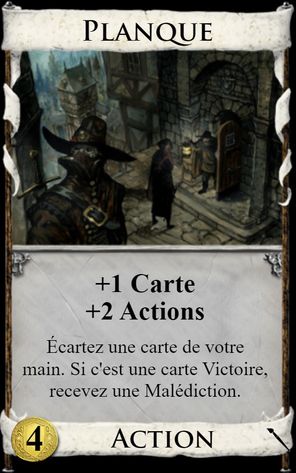 PLANQUE
+1 Carte
+2 Actions
Écartez une carte de votre
main. Si c'est une carte Victoire,
recevez une Malédiction.
4
ACTION